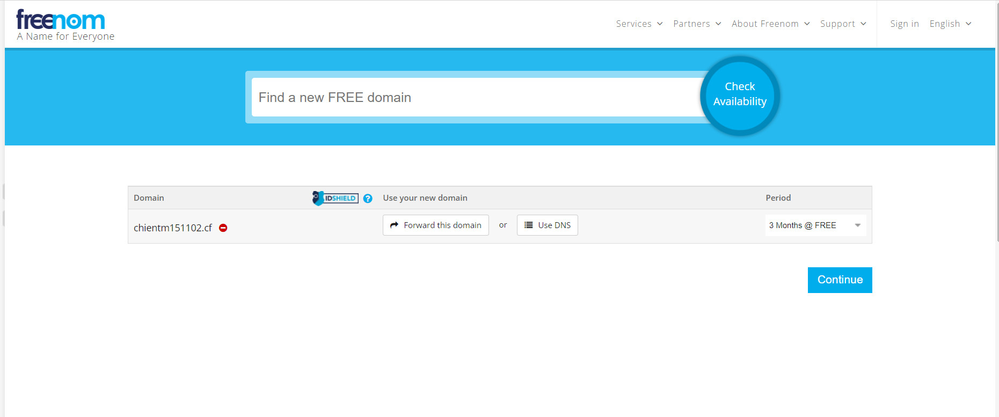 freenom
A Name for Everyone
Services Partners About Freenom Support Sign in English
Find a new FREE domain
Check
Availability
Domain IDSHIELD ? Use your new domain Period
chientm151102.cf Forward this domain or Use DNS 3 Months @ FREE
Continue